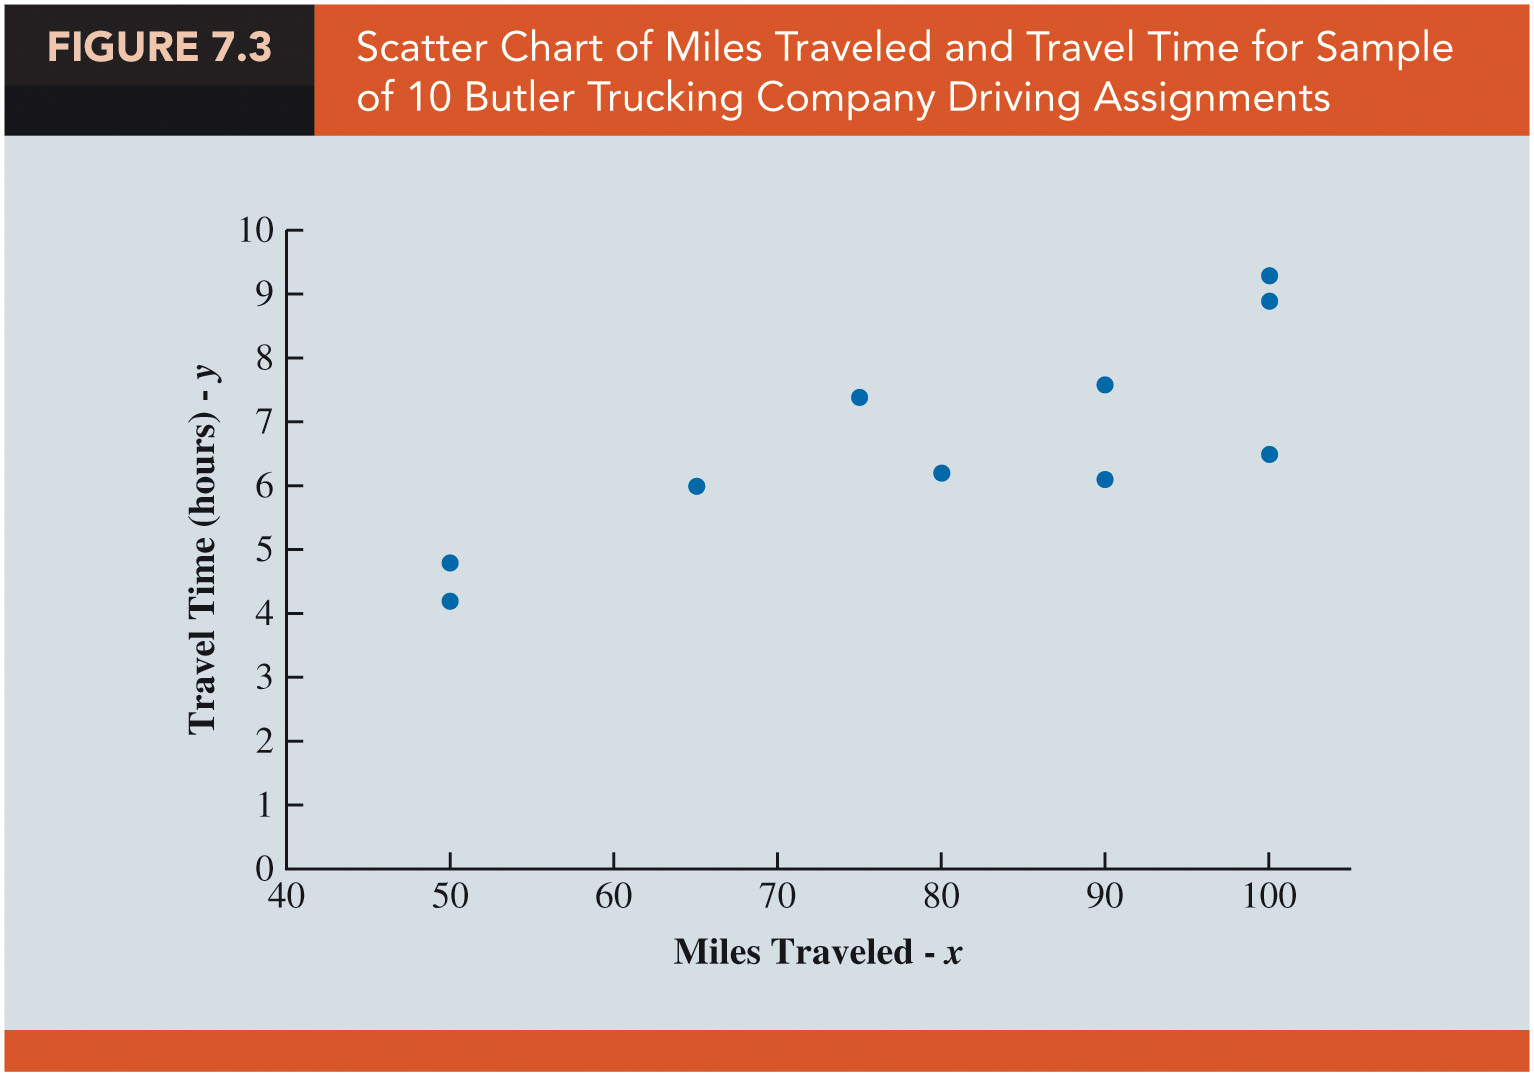 FIGURE 7.3
Scatter Chart of Miles Traveled and Travel Time for Sample
of 10 Butler Trucking Company Driving Assignments
10
9
8
7
6
5
4
3
2
1
0
Travel Time (hours) - y
40 50 60 70 80 90 100
Miles Traveled - x